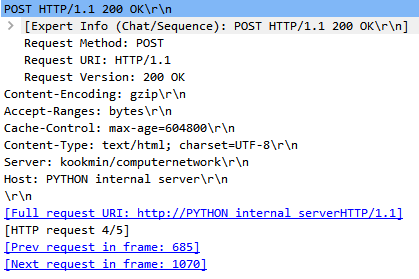 POST HTTP/1.1 200 OK\r\n
[Expert Info (Chat/Sequence): POST HTTP/1.1 200 OK\r\n]
Request Method: POST
Request URI: HTTP/1.1
Request Version: 200 OK
Content-Encoding: gzip\r\n
Accept-Ranges: bytes\r\n
Cache-Control: max-age=604800\r\n
Content-Type: text/html; charset=UTF-8\r\n
Server: kookmin/computernetwork\r\n
Host: PYTHON internal server\r\n
\r\n
[Full request URI: http://PYTHON internal serverHTTP/1.1]
[HTTP request 4/5]
[Prev request in frame: 685]
[Next request in frame: 1070]